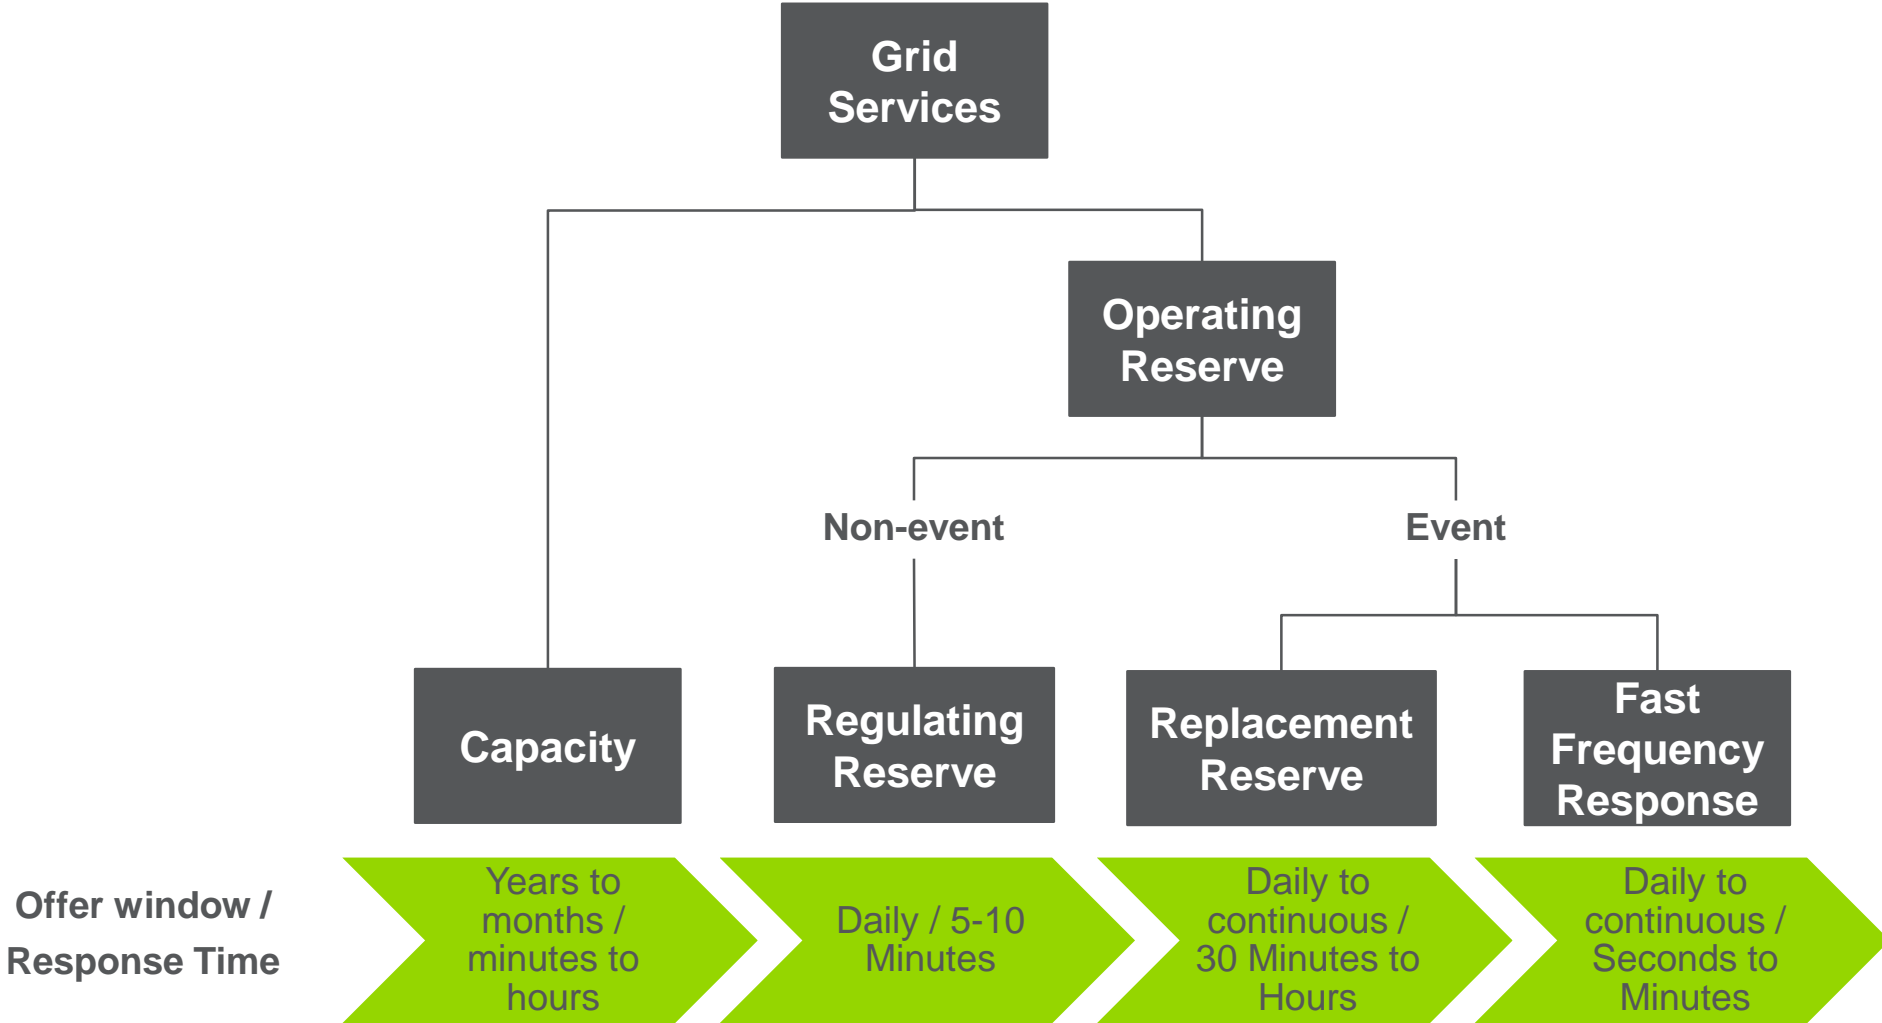 Grid
Services
Operating
Reserve
Non-event
Event
Capacity
Regulating
Reserve
Replacement
Reserve
Fast
Frequency
Response
Offer window /
Response Time
Years to
months /
minutes to
hours
Daily / 5-10
Minutes
Daily to
continuous /
30 Minutes to
Hours
Daily to
continuous /
Seconds to
Minutes